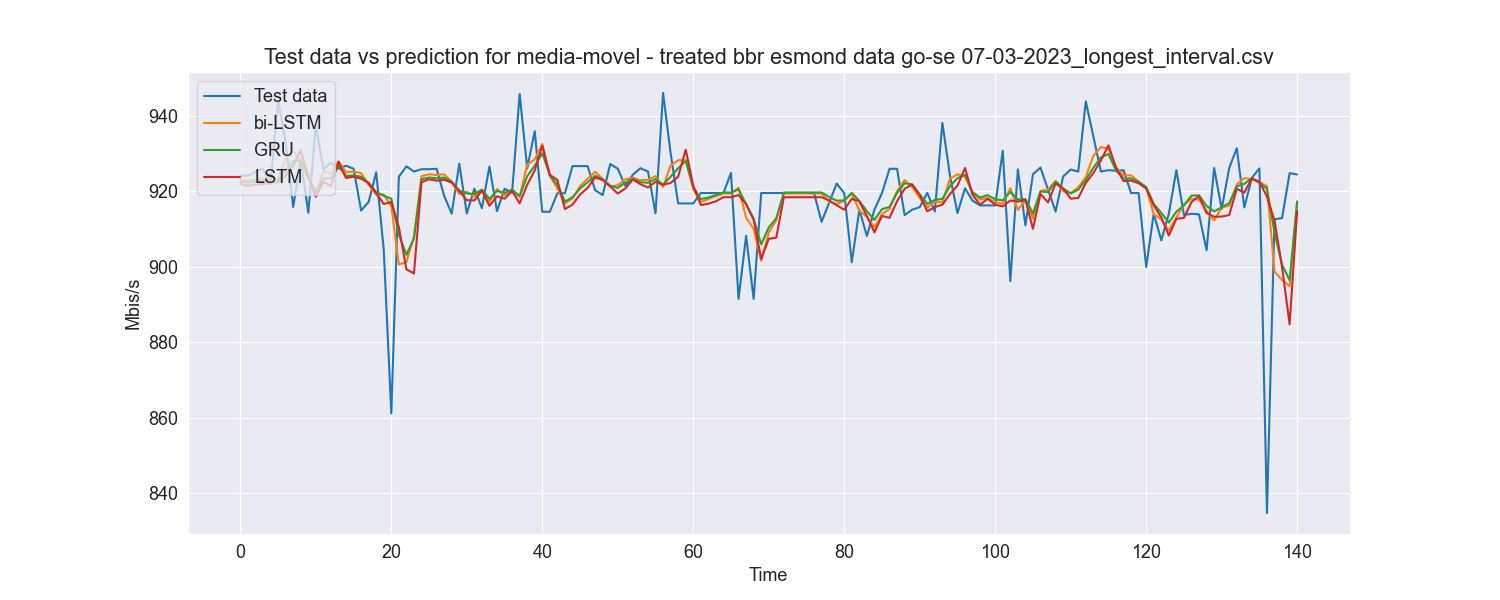 Test data vs prediction for media-movel - treated bbr esmond data go-se 07-03-2023_longest_interval.csv
Test data
bi-LSTM
GRU
LSTM
940
920
900
880
860
840
Mbis/s
0 20 40 60 80 100 120 140
Time